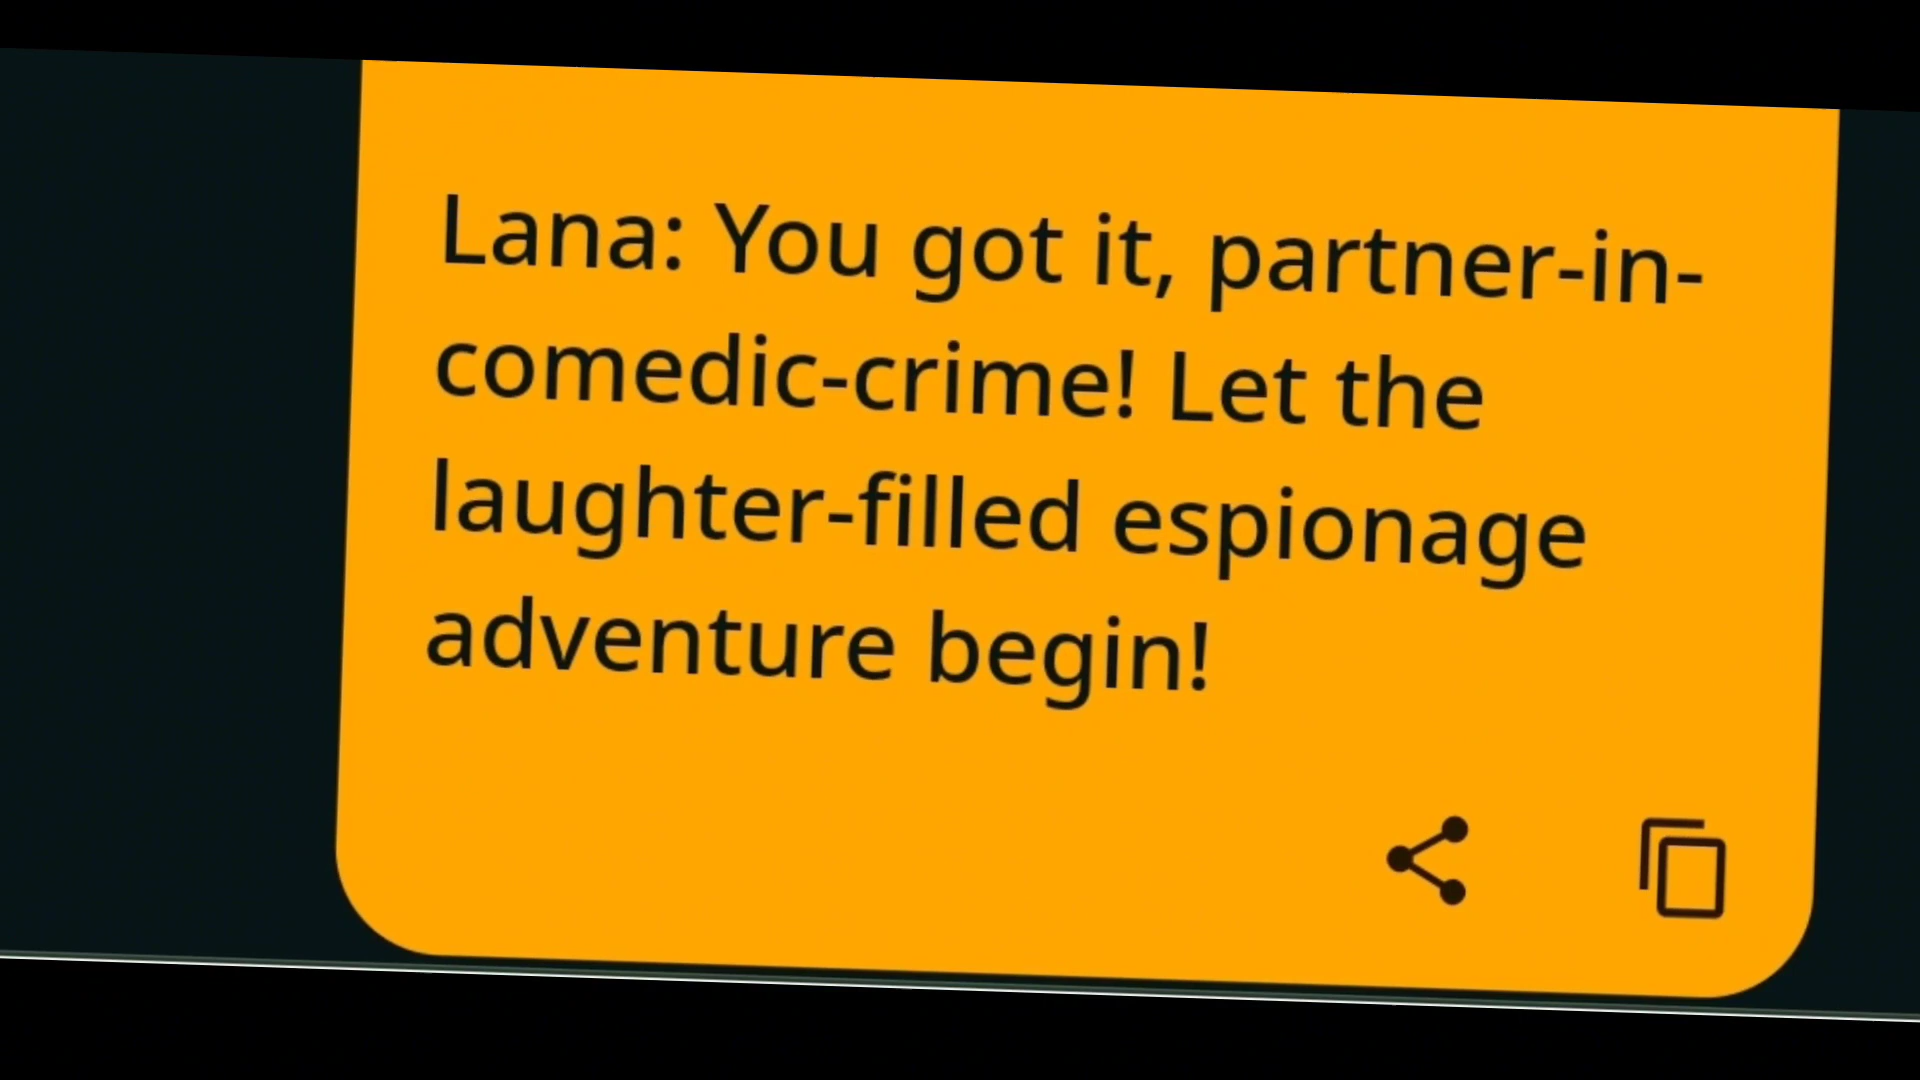 Lana: You got it, partner-in-
comedic-crime! Let the
laughter-filled espionage
adventure begin!